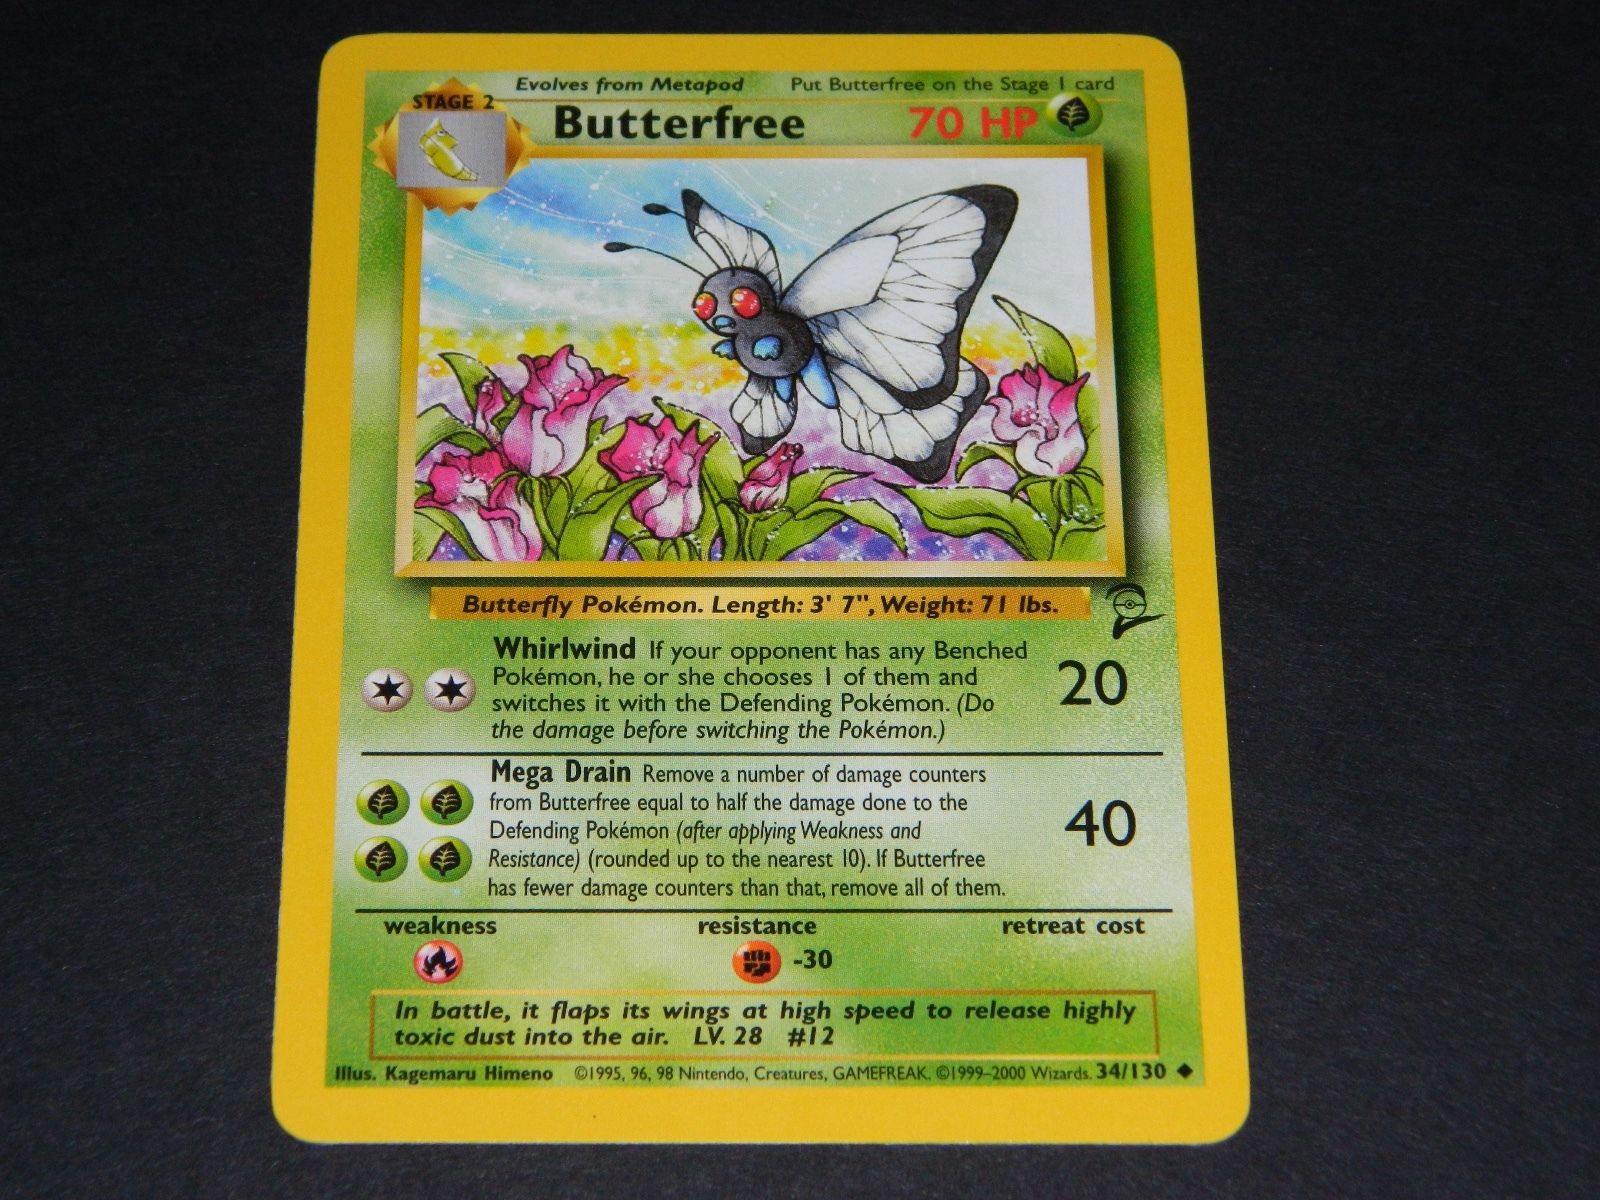 Evolves from Metapod Put Butterfree on the Stage 1 card
STAGE 2
Butterfree 70 HP
Butterfly Pokémon. Length: 3' 7", Weight: 71 lbs.
Whirlwind If your opponent has any Benched
Pokémon, he or she chooses 1 of them and
switches it with the Defending Pokémon. (Do
the damage before switching the Pokémon.)
20
Mega Drain Remove a number of damage counters
from Butterfree equal to half the damage done to the
Defending Pokémon (after applying Weakness and
Resistance) (rounded up to the nearest 10). If Butterfree
has fewer damage counters than that, remove all of them.
40
weakness resistance retreat cost
-30
In battle, it flaps its wings at high speed to release highly
toxic dust into the air. LV. 28 #12
Illus. Kagemaru Himeno ©1995, 96, 98 Nintendo, Creatures, GAMEFREAK. ©1999–2000 Wizards. 34/130